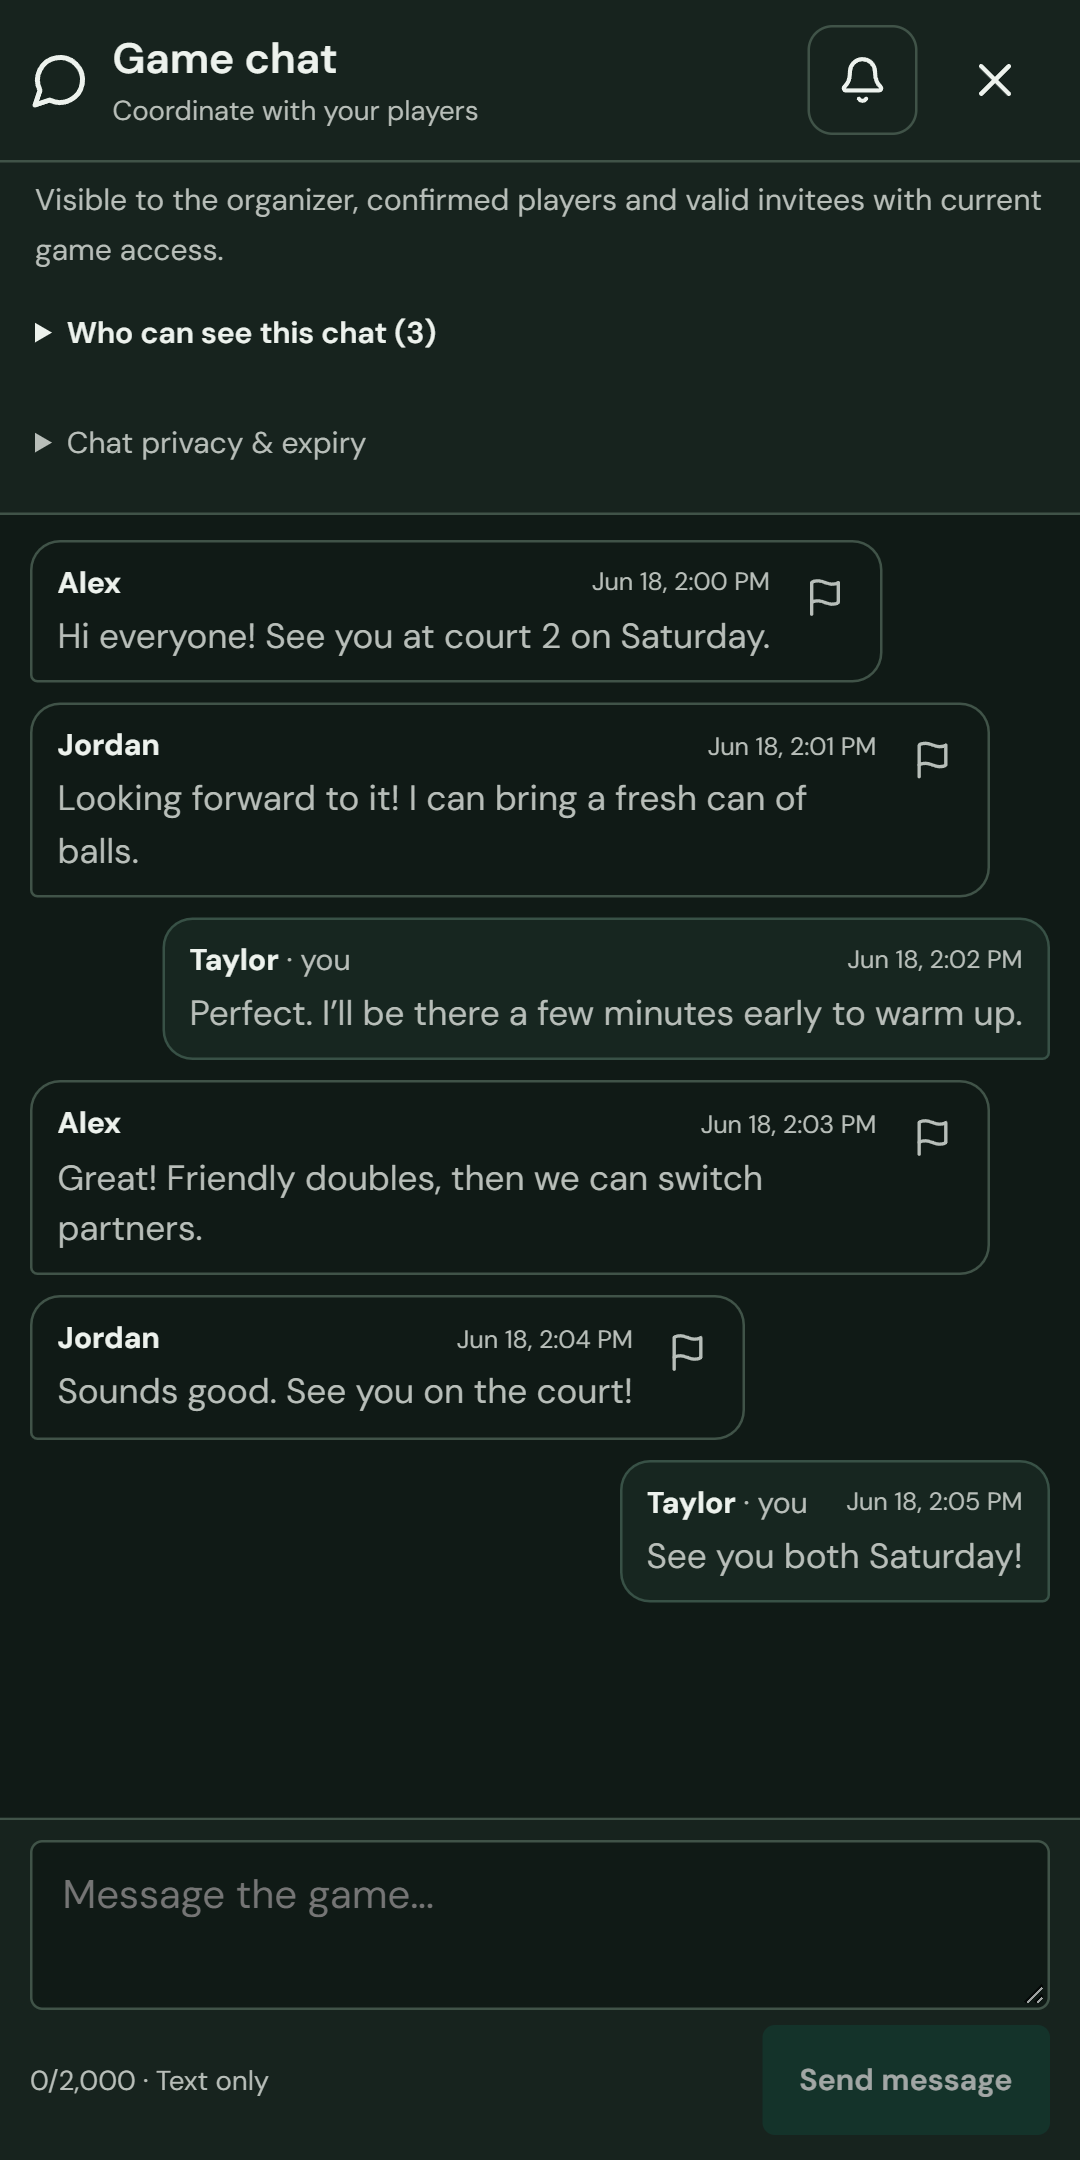 Game chat
Coordinate with your players
Visible to the organizer, confirmed players and valid invitees with current
game access.
Who can see this chat (3)
Chat privacy & expiry
Alex Jun 18, 2:00 PM
Hi everyone! See you at court 2 on Saturday.
Jordan Jun 18, 2:01 PM
Looking forward to it! I can bring a fresh can of
balls.
Taylor · you Jun 18, 2:02 PM
Perfect. I’ll be there a few minutes early to warm up.
Alex Jun 18, 2:03 PM
Great! Friendly doubles, then we can switch
partners.
Jordan Jun 18, 2:04 PM
Sounds good. See you on the court!
Taylor · you Jun 18, 2:05 PM
See you both Saturday!
Message the game...
0/2,000 · Text only
Send message